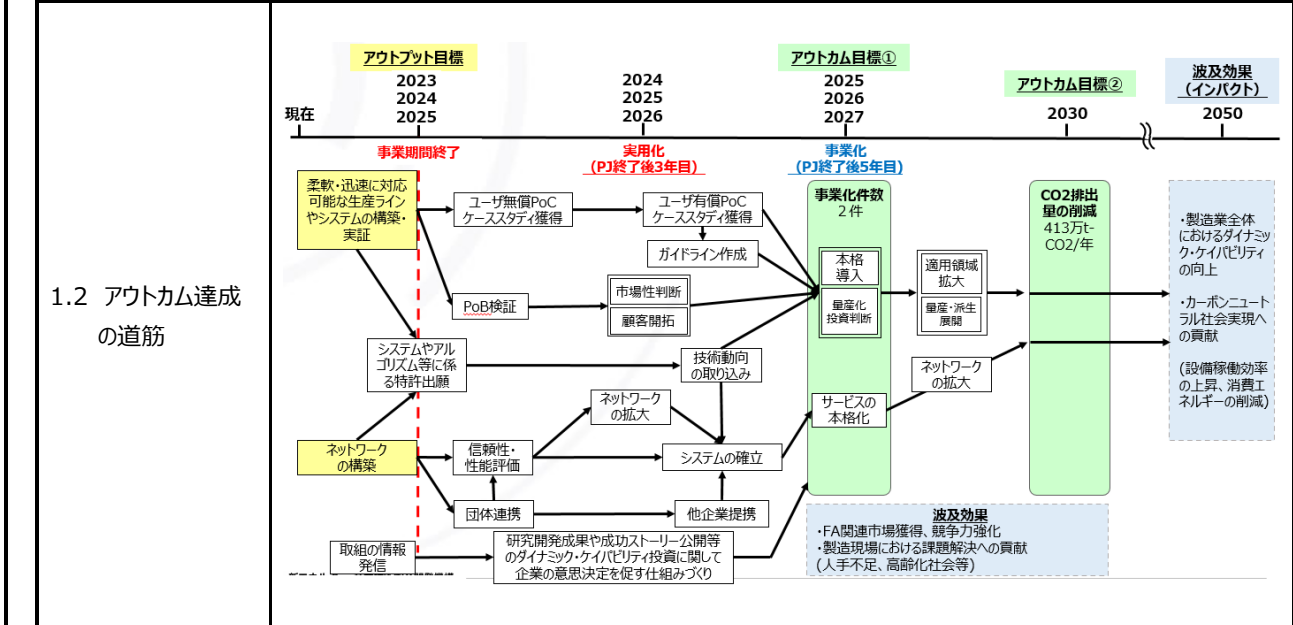 1.2 アウトカム達成
の道筋
アウトプット目標
アウトカム目標①
アウトカム目標②
波及効果
(インパクト)
現在
2023
2024
2025
2024
2025
2026
2025
2026
2027
2030
2050
事業期間終了
実用化
(PJ終了後3年目)
事業化
(PJ終了後5年目)
柔軟・迅速に対応
可能な生産ライン
やシステムの構築・
実証
ユーザ無償PoC
ケーススタディ獲得
ユーザ有償PoC
ケーススタディ獲得
ガイドライン作成
PoB検証
市場性判断
顧客開拓
システムやアル
ゴリズム等に係
る特許出願
技術動向
の取り込み
ネットワーク
の拡大
ネットワーク
の構築
信頼性・
性能評価
システムの確立
団体連携
他企業提携
取組の情報
発信
研究開発成果や成功ストーリー公開等
のダイナミック・ケイパビリティ投資に関して
企業の意思決定を促す仕組みづくり
事業化件数
2件
本格
導入
量産化
投資判断
サービスの
本格化
適用領域
拡大
量産・派生
展開
ネットワーク
の拡大
CO2排出
量の削減
413万t-
CO2/年
・製造業全体
におけるダイナミッ
ク・ケイパビリティ
の向上
・カーボンニュート
ラル社会実現へ
の貢献
(設備稼働効率
の上昇、消費エ
ネルギーの削減)
波及効果
・FA関連市場獲得、競争力強化
・製造現場における課題解決への貢献
(人手不足、高齢化社会等)